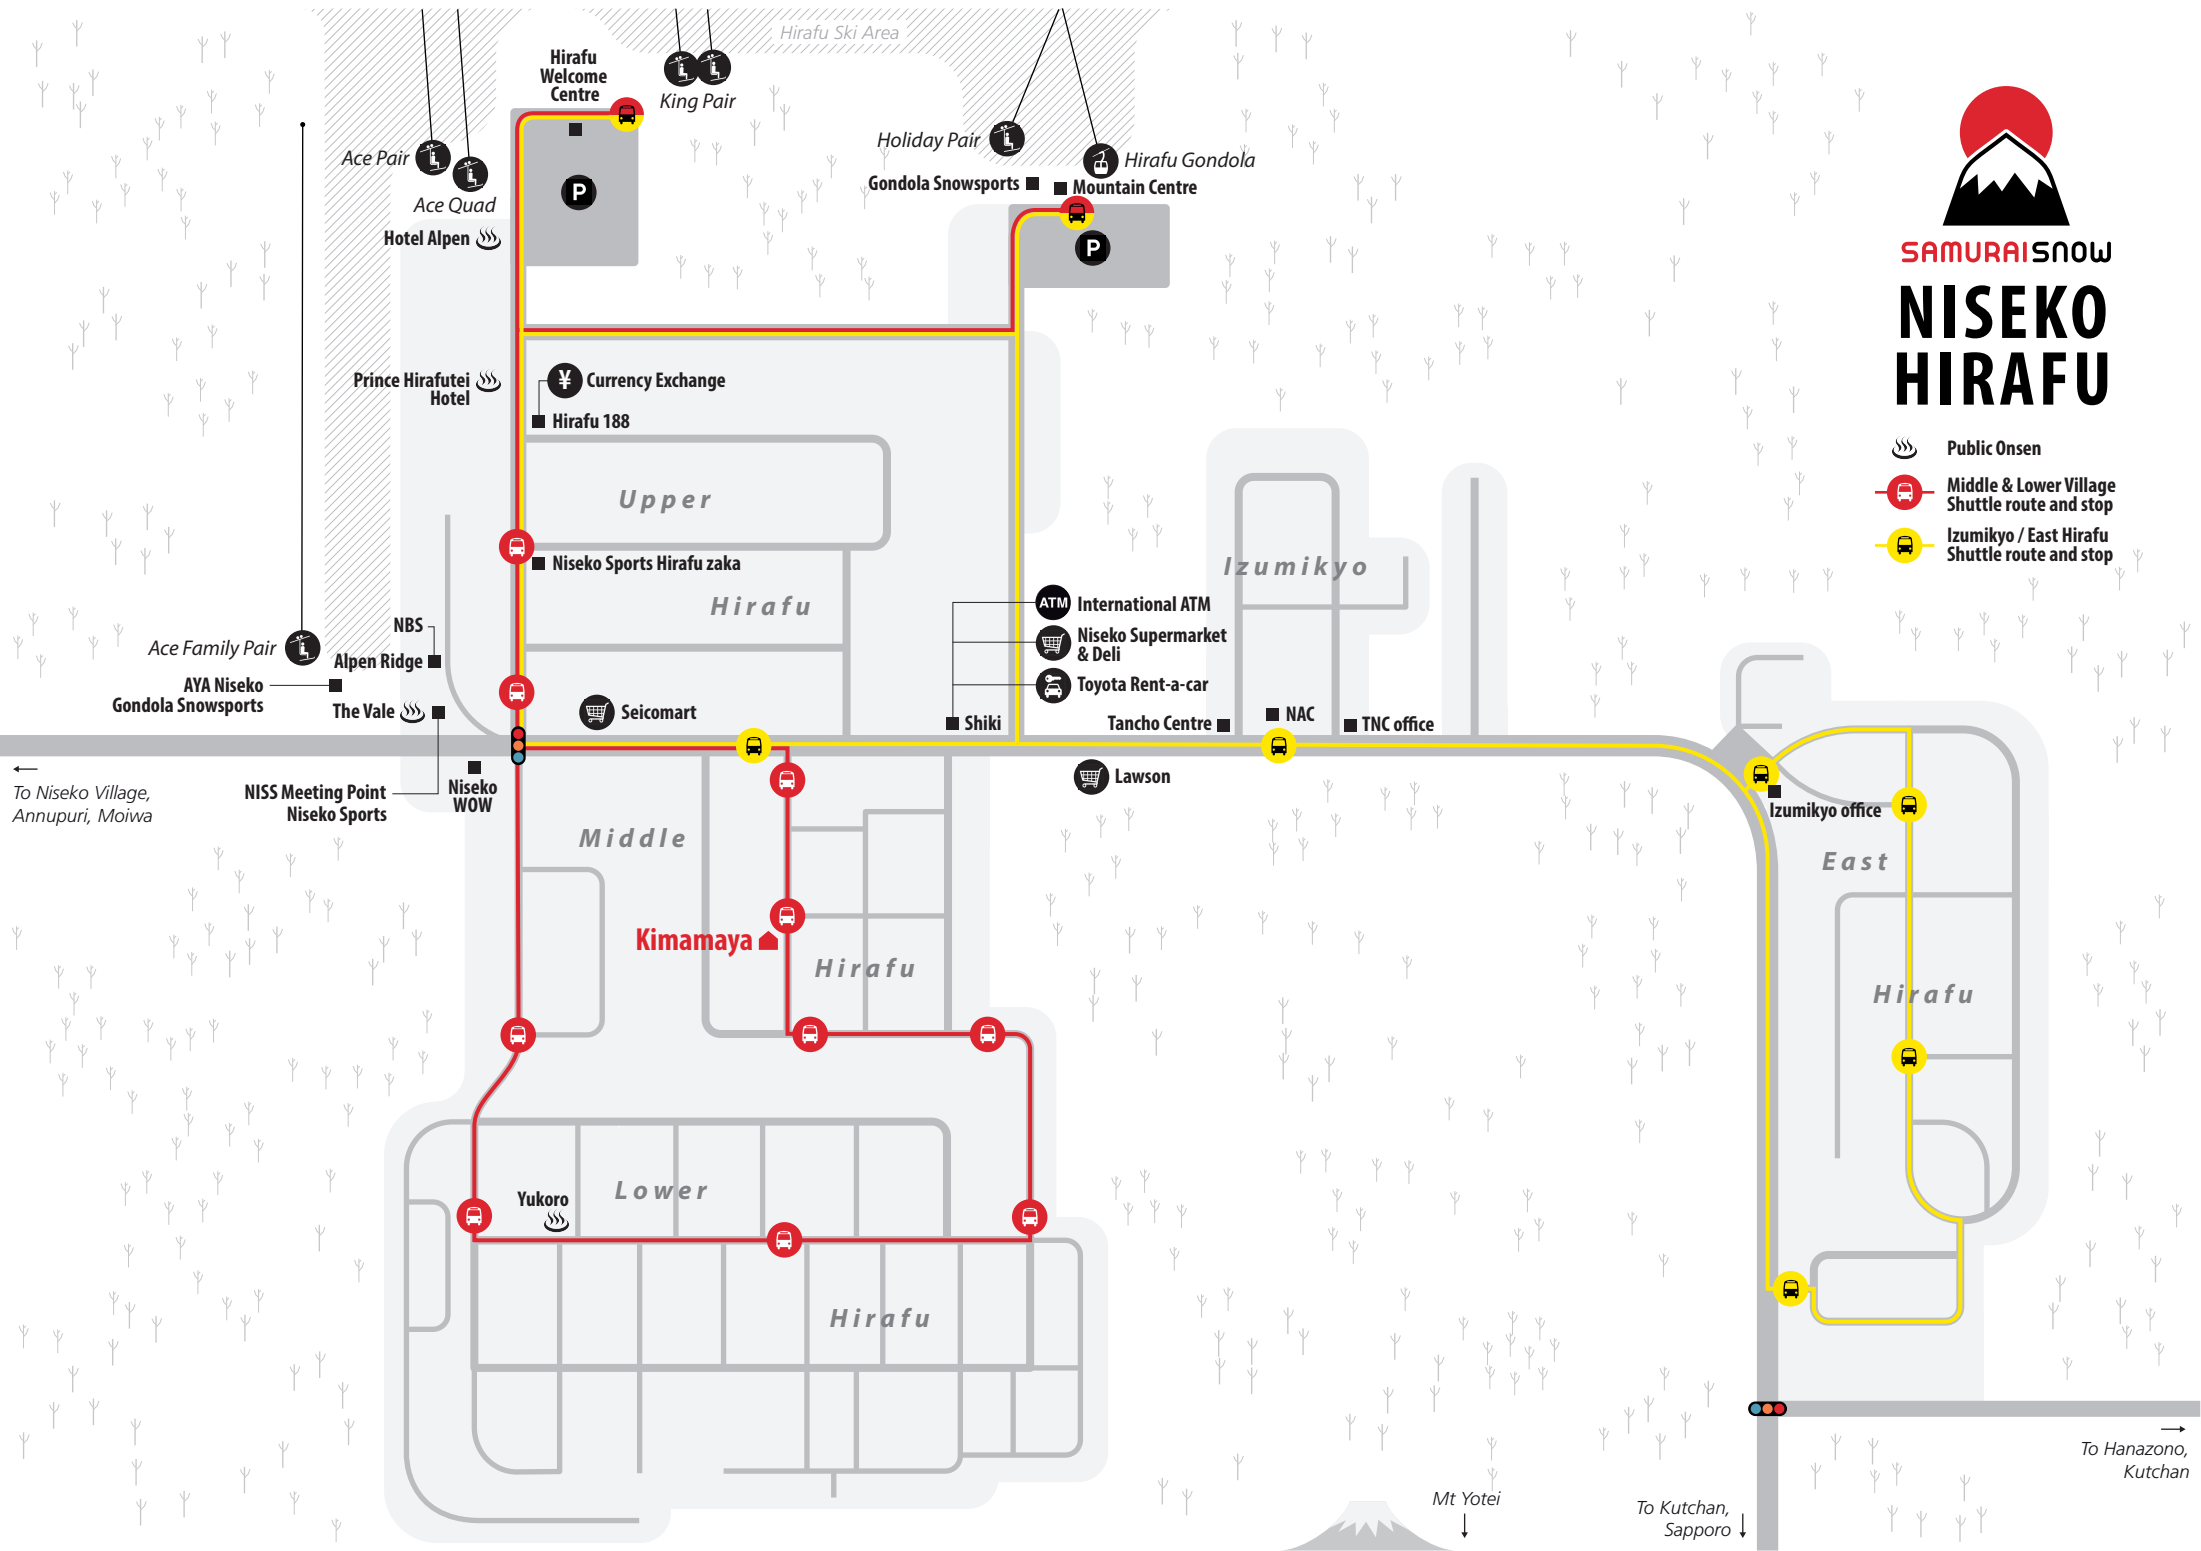 Hirafu Ski Area
Hirafu
Welcome
Centre
King Pair
Ace Pair
Ace Quad
Hotel Alpen
P
Holiday Pair
Hirafu Gondola
Gondola Snowsports
Mountain Centre
P
SAMURAISNOW
NISEKO
HIRAFU
Public Onsen
Middle & Lower Village
Shuttle route and stop
Izumikyo / East Hirafu
Shuttle route and stop
Prince Hirafutei
Hotel
¥
Currency Exchange
Hirafu 188
Upper
Niseko Sports Hirafu zaka
Hirafu
Izumikyo
ATM
International ATM
Niseko Supermarket
& Deli
Toyota Rent-a-car
NBS
Ace Family Pair
Alpen Ridge
AYA Niseko
Gondola Snowsports
The Vale
Seicomart
Shiki
Tancho Centre
NAC
TNC office
To Niseko Village,
Annupuri, Moiwa
NISS Meeting Point
Niseko Sports
Niseko
WOW
Lawson
Izumikyo office
Middle
East
Kimamaya
Hirafu
Hirafu
Yukoro
Lower
Hirafu
To Hanazono,
Kutchan
Mt Yotei
To Kutchan,
Sapporo